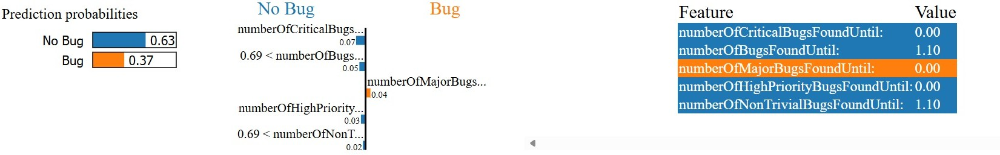 Prediction probabilities
No Bug 0.63
Bug 0.37
No Bug Bug
numberOfCriticalBugs...
0.07
0.69 < numberOfBugs...
0.05
numberOfMajorBugs...
0.04
numberOfHighPriority...
0.03
0.69 < numberOfNonT...
0.02
Feature Value
numberOfCriticalBugsFoundUntil: 0.00
numberOfBugsFoundUntil: 1.10
numberOfMajorBugsFoundUntil: 0.00
numberOfHighPriorityBugsFoundUntil: 0.00
numberOfNonTrivialBugsFoundUntil: 1.10